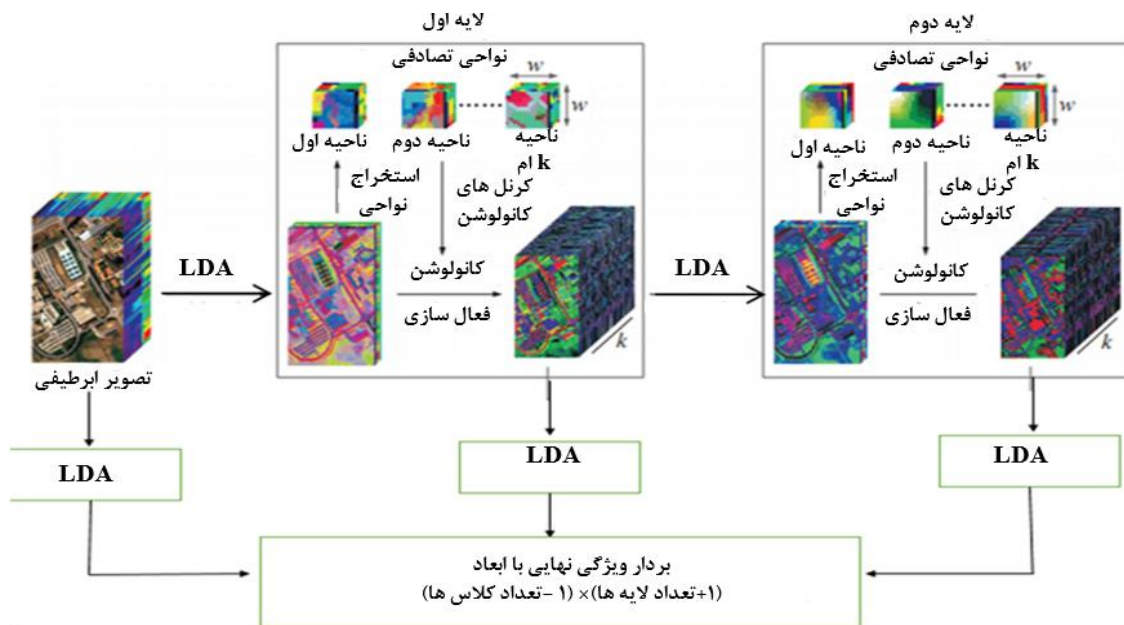 لایه اول
نواحی تصادفی
w
w
ناحیه اول
ناحیه دوم
ناحیه
k ام
استخراج
نواحی
کرنل های
کانولوشن
کانولوشن
فعال سازی
k
لایه دوم
نواحی تصادفی
w
w
ناحیه اول
ناحیه دوم
ناحیه
k ام
استخراج
نواحی
کرنل های
کانولوشن
کانولوشن
فعال سازی
k
LDA
LDA
تصویر ابرطیفی
LDA
LDA
LDA
بردار ویژگی نهایی با ابعاد
(۱+تعداد لایه ها)×(۱ –تعداد کلاس ها)